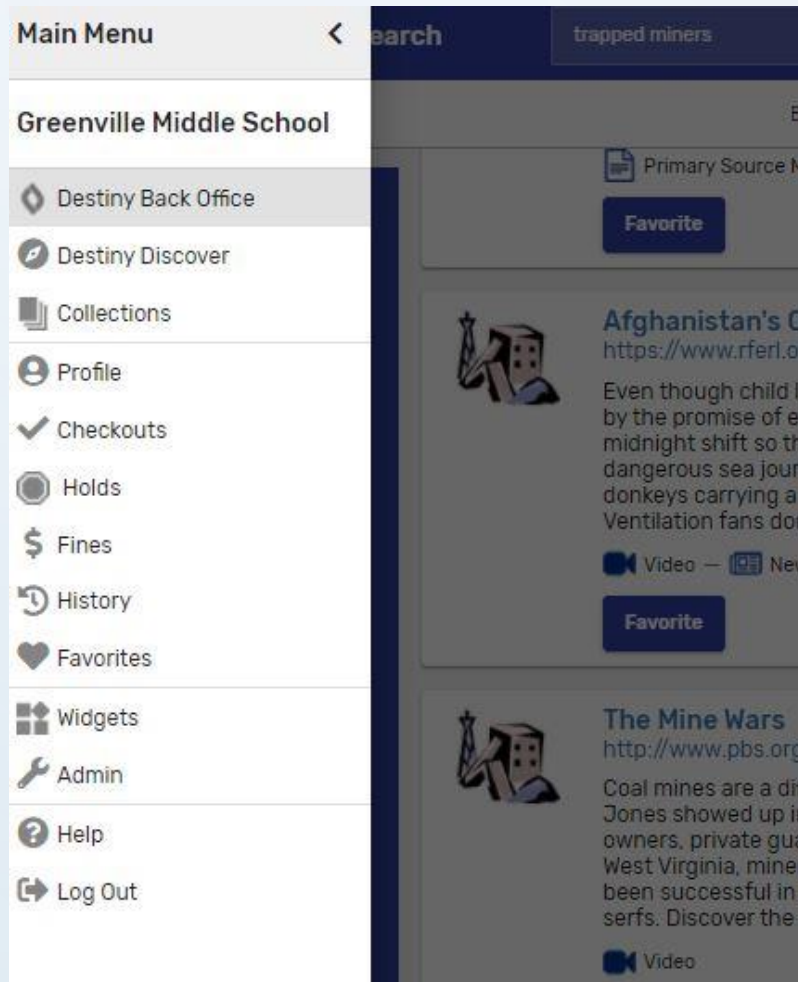 Main Menu
Greenville Middle School
Destiny Back Office
Destiny Discover
Collections
Profile
Checkouts
Holds
Fines
History
Favorites
Widgets
Admin
Help
Log Out
earch
trapped miners
Primary Source
Favorite
Afghanistan's
https://www.rferl.o
Even though child
by the promise of e
midnight shift so th
dangerous sea jour
donkeys carrying a
Ventilation fans do
Video —
Favorite
The Mine Wars
http://www.pbs.org
Coal mines are a di
Jones showed up i
owners, private gua
West Virginia, mine
been successful in
serfs. Discover the
Video